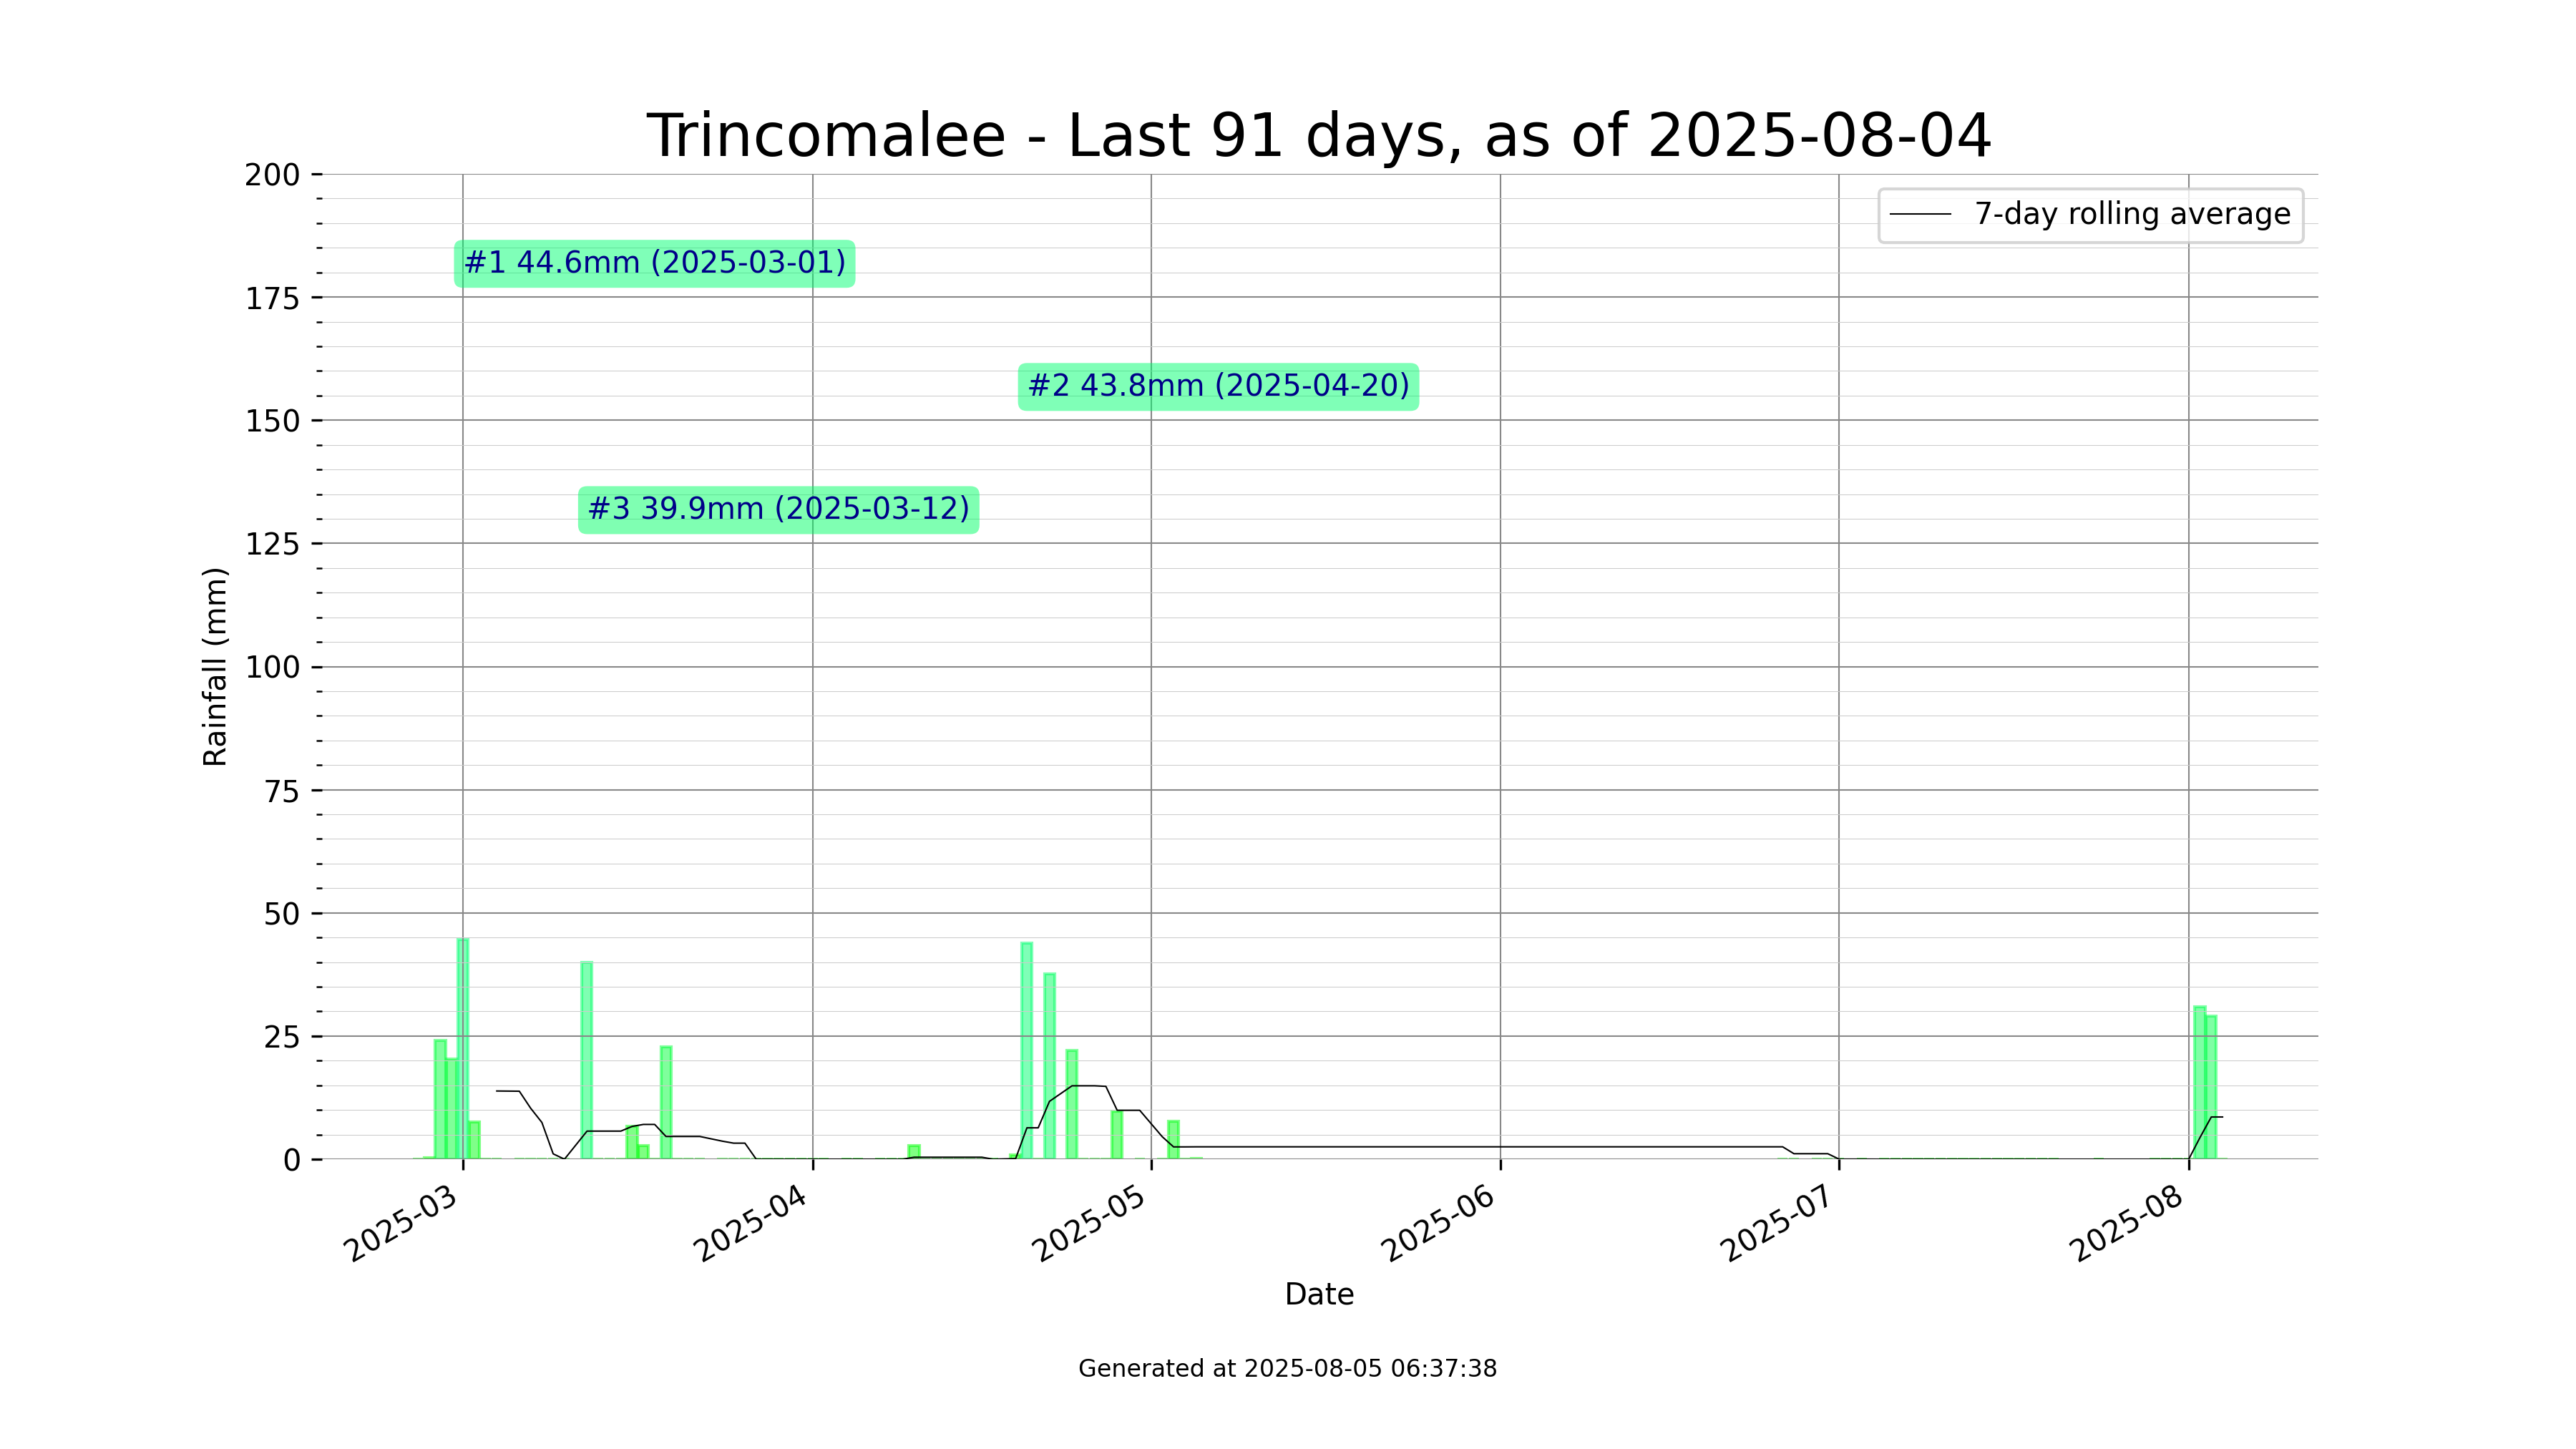 Trincomalee - Last 91 days, as of 2025-08-04
200
175
150
125
100
75
50
25
0
Rainfall (mm)
7-day rolling average
#1 44.6mm (2025-03-01)
#2 43.8mm (2025-04-20)
#3 39.9mm (2025-03-12)
2025-03
2025-04
2025-05
2025-06
2025-07
2025-08
Date
Generated at 2025-08-05 06:37:38